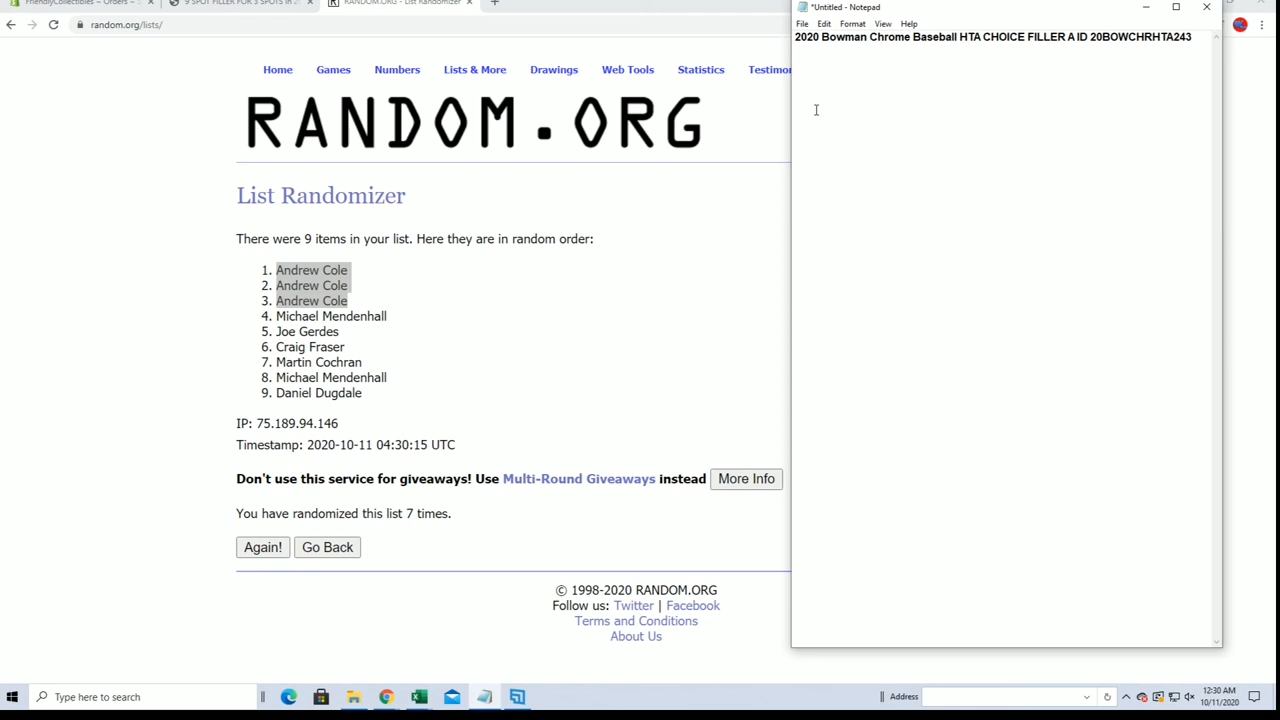 FriendlyCollectibles ~ Orders ~
9 SPOT FILLER FOR 3 SPOTS in 2
RANDOM.ORG - List Randomizer
random.org/lists/
*Untitled - Notepad
File Edit Format View Help
2020 Bowman Chrome Baseball HTA CHOICE FILLER A ID 20BOWCHRHTA243
Home Games Numbers Lists & More Drawings Web Tools Statistics Testimon
RANDOM.ORG
List Randomizer
There were 9 items in your list. Here they are in random order:
1. Andrew Cole
2. Andrew Cole
3. Andrew Cole
4. Michael Mendenhall
5. Joe Gerdes
6. Craig Fraser
7. Martin Cochran
8. Michael Mendenhall
9. Daniel Dugdale
IP: 75.189.94.146
Timestamp: 2020-10-11 04:30:15 UTC
Don't use this service for giveaways! Use Multi-Round Giveaways instead More Info
You have randomized this list 7 times.
Again! Go Back
© 1998-2020 RANDOM.ORG
Follow us: Twitter | Facebook
Terms and Conditions
About Us
Type here to search
Address
12:30 AM
10/11/2020